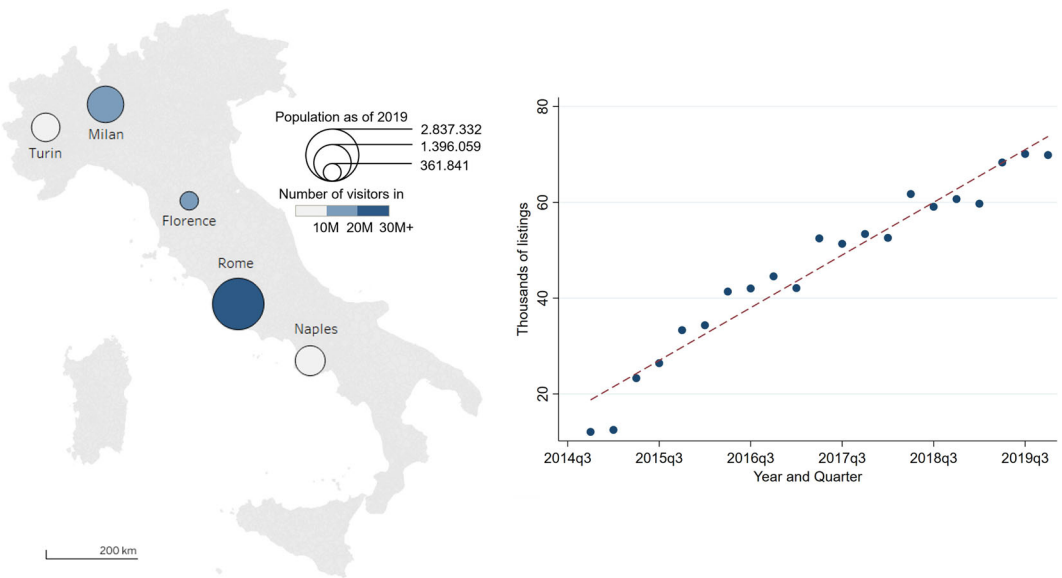 Population as of 2019
2.837.332
1.396.059
361.841
Number of visitors in
10M 20M 30M+
Milan
Turin
Florence
Rome
Naples
200 km
Thousands of listings
80
60
40
20
2014q3 2015q3 2016q3 2017q3 2018q3 2019q3
Year and Quarter